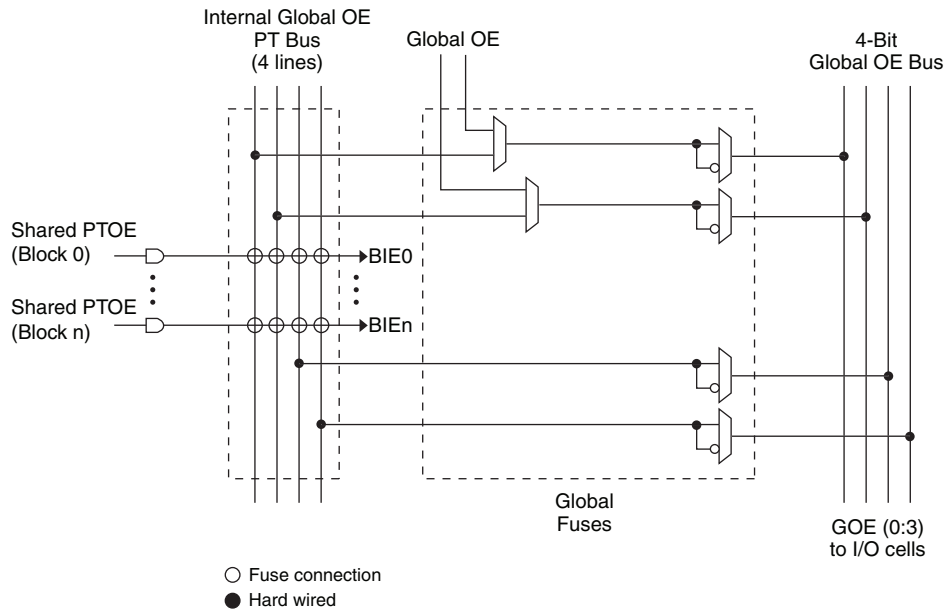 Internal Global OE
PT Bus
(4 lines)
Global OE
4-Bit
Global OE Bus
Shared PTOE
(Block 0)
BIE0
Shared PTOE
(Block n)
BIEn
Global
Fuses
GOE (0:3)
to I/O cells
Fuse connection
Hard wired